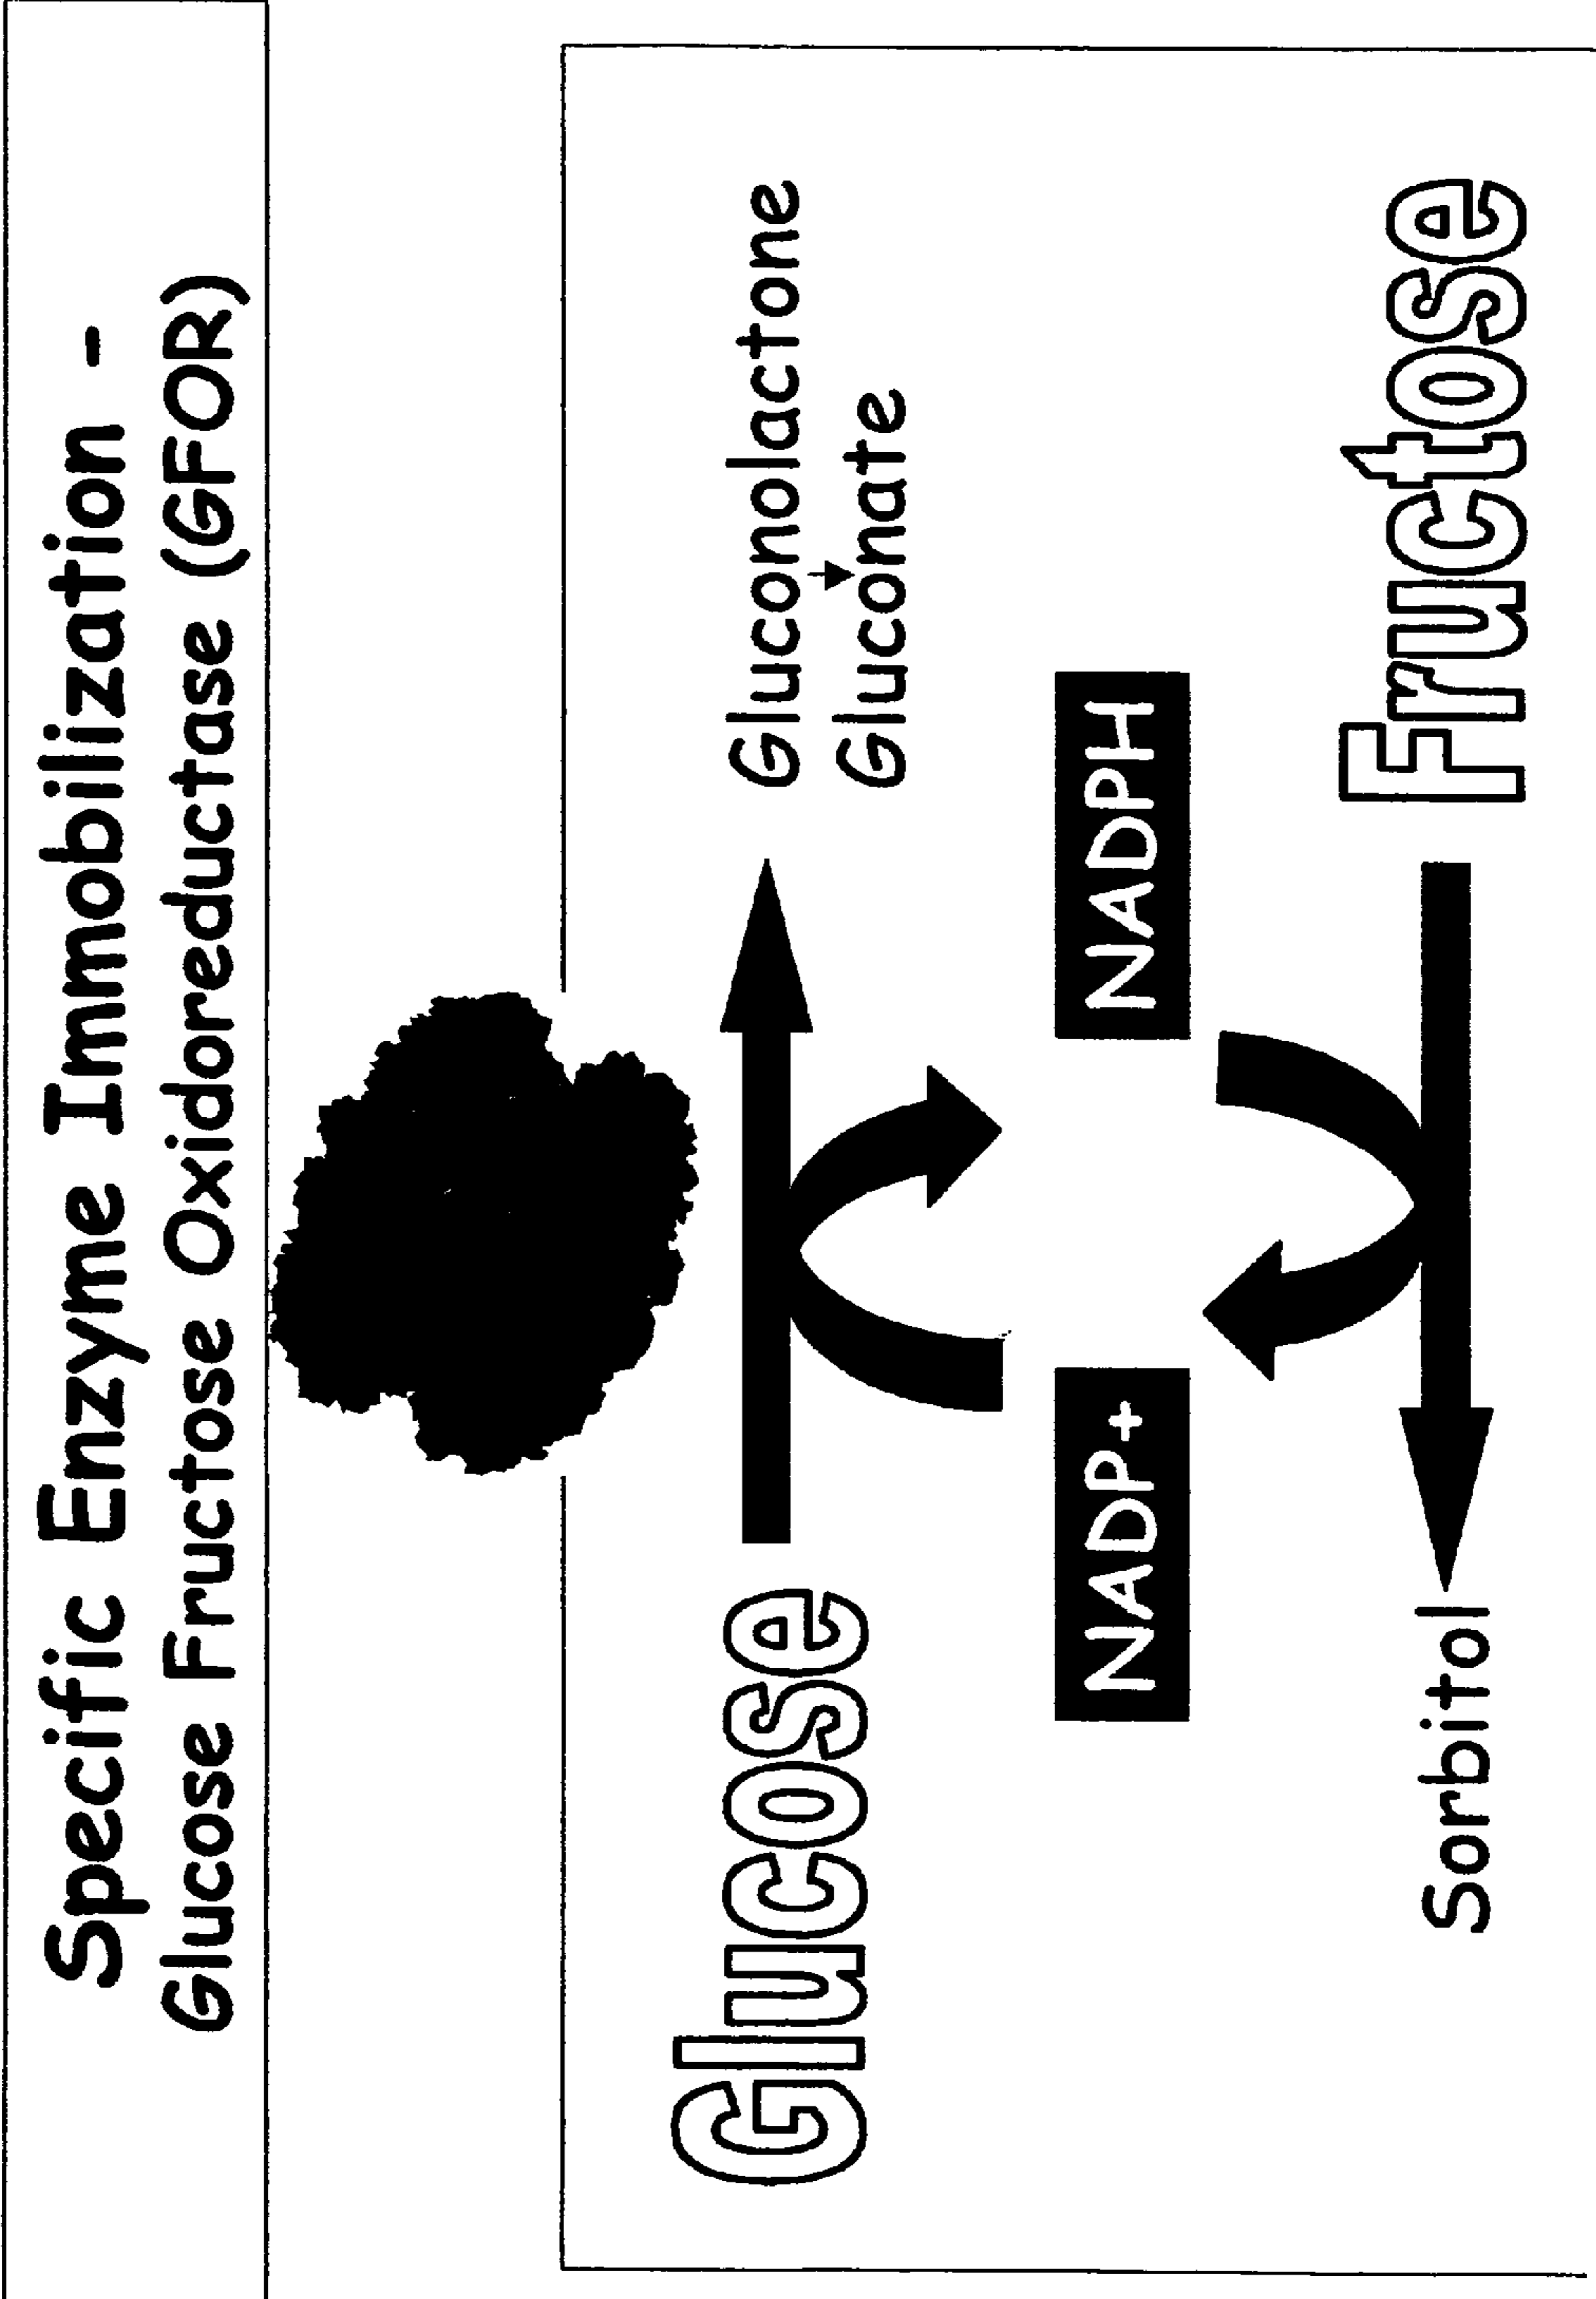 Specific Enzyme Immobilization -
Glucose Fructose Oxidoreductase (GFOR)
Glucose
Gluconolactone
Gluconate
NADP+
NADPH
Sorbitol
Fructose